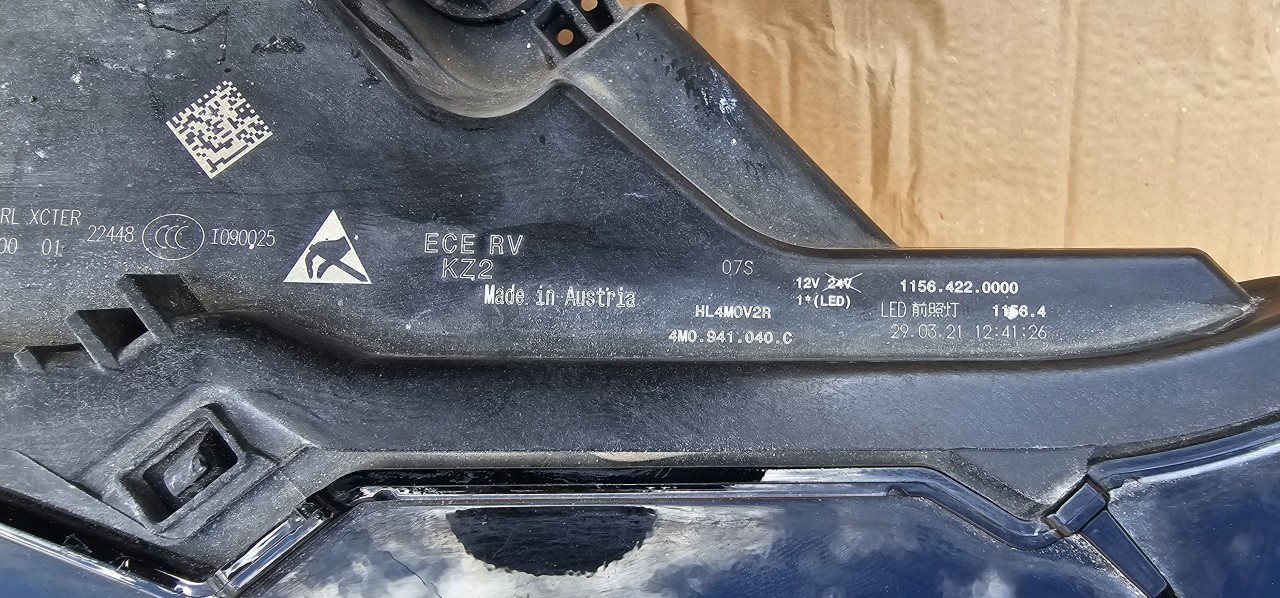 RL XCTER
00 01
22448 CCC I090025
ECE RV
KZ2
Made in Austria
07S
HL4M0V2R
4M0.941.040.C
12V 24V
1*(LED)
1156.422.0000
LED 前照灯 1156.4
29.03.21 12:41:26